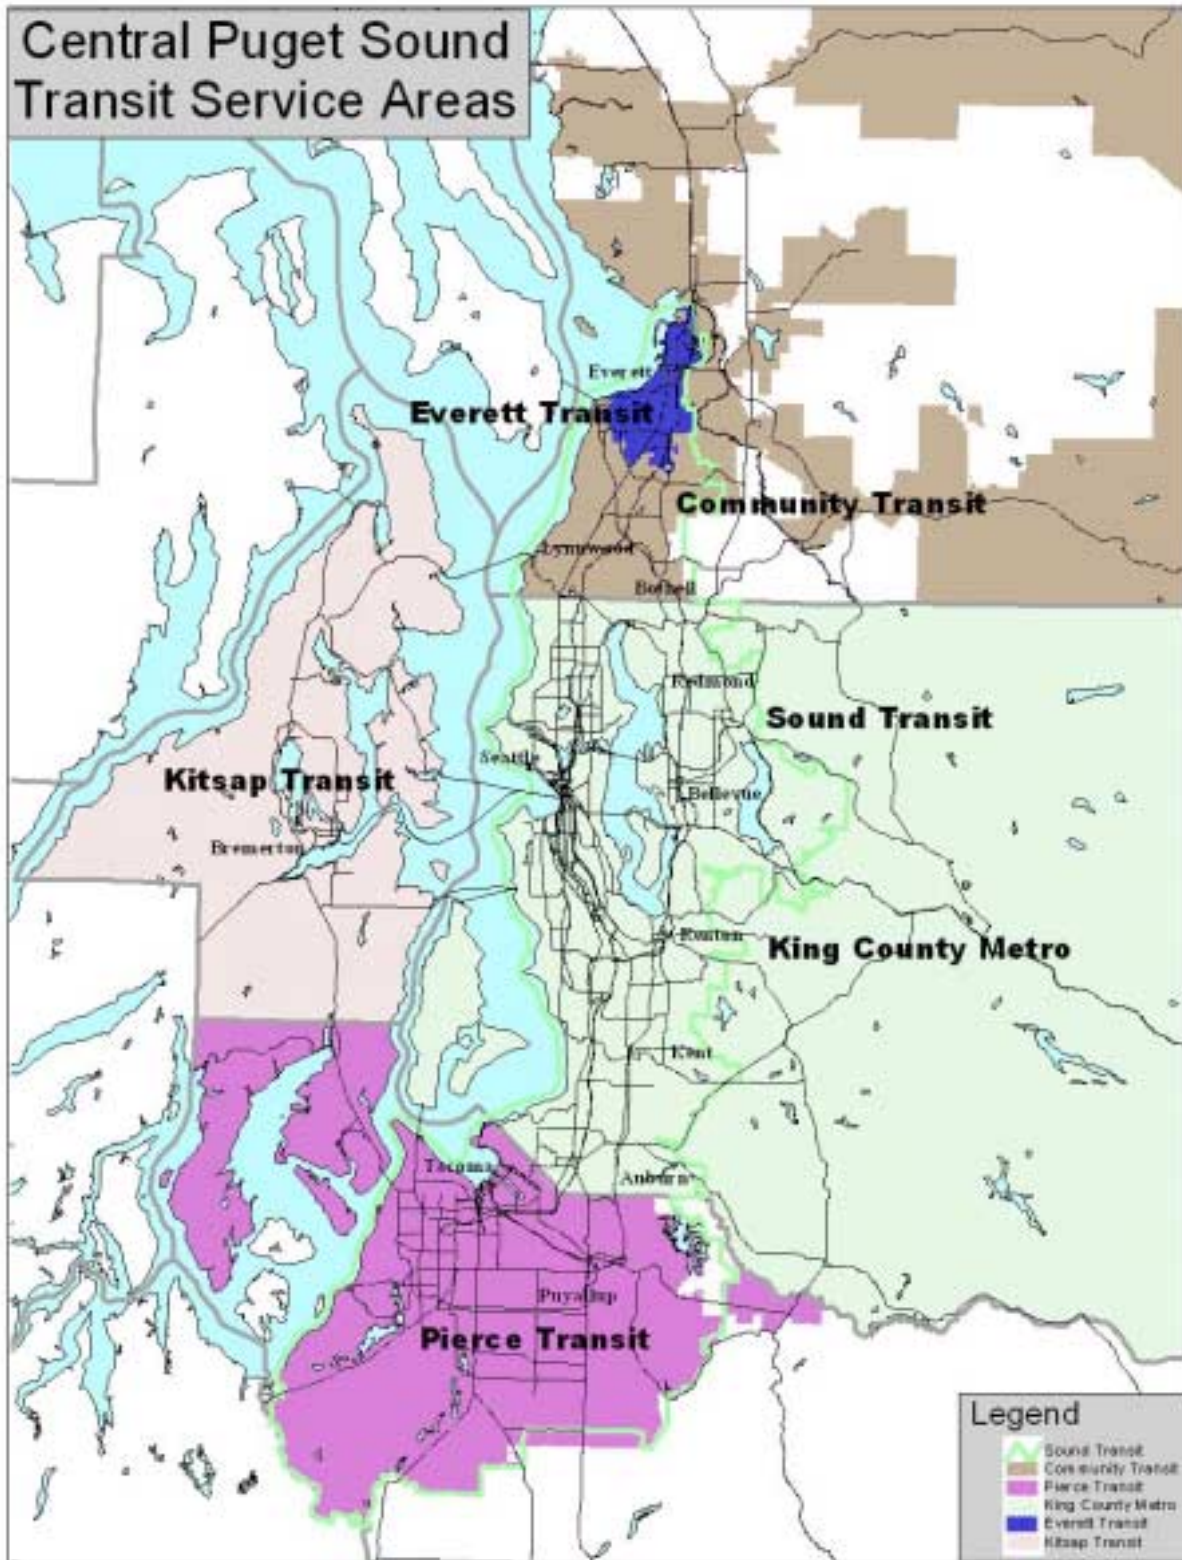 Central Puget Sound
Transit Service Areas
Everett
Everett Transit
Community Transit
Lynnwood
Bothell
Redmond
Sound Transit
Seattle
Kitsap Transit
Bellevue
Bremerton
Renton
King County Metro
Kent
Tacoma
Auburn
Puyallup
Pierce Transit
Legend
Sound Transit
Community Transit
Pierce Transit
King County Metro
Everett Transit
Kitsap Transit